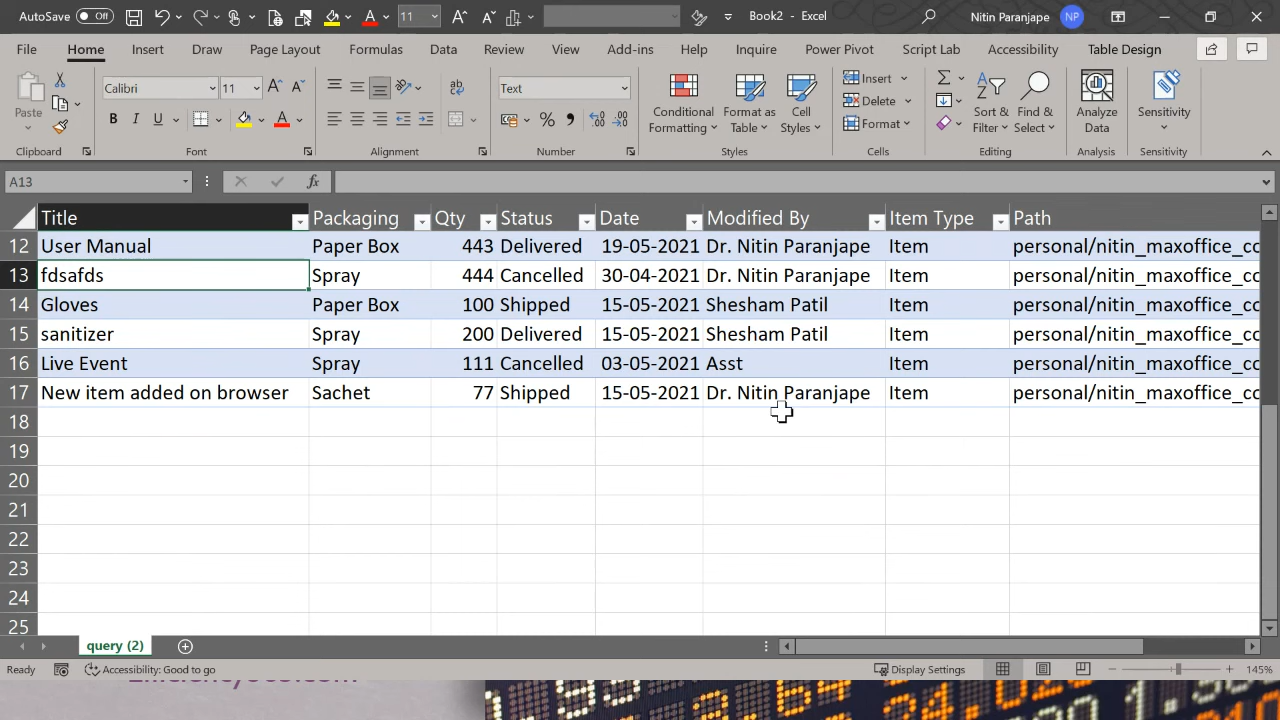 AutoSave Off 11 Book2 - Excel Nitin Paranjape NP
File Home Insert Draw Page Layout Formulas Data Review View Add-ins Help Inquire Power Pivot Script Lab Accessibility Table Design
Paste Calibri 11 Text Conditional Formatting Format as Table Cell Styles Insert Delete Format Sort & Filter Find & Select Analyze Data Sensitivity
Clipboard Font Alignment Number Styles Cells Editing Analysis Sensitivity
A13 fx
Title Packaging Qty Status Date Modified By Item Type Path
12 User Manual Paper Box 443 Delivered 19-05-2021 Dr. Nitin Paranjape Item personal/nitin_maxoffice_cc
13 fdsafds Spray 444 Cancelled 30-04-2021 Dr. Nitin Paranjape Item personal/nitin_maxoffice_cc
14 Gloves Paper Box 100 Shipped 15-05-2021 Shesham Patil Item personal/nitin_maxoffice_cc
15 sanitizer Spray 200 Delivered 15-05-2021 Shesham Patil Item personal/nitin_maxoffice_cc
16 Live Event Spray 111 Cancelled 03-05-2021 Asst Item personal/nitin_maxoffice_cc
17 New item added on browser Sachet 77 Shipped 15-05-2021 Dr. Nitin Paranjape Item personal/nitin_maxoffice_cc
18
19
20
21
22
23
24
25
query (2)
Ready Accessibility: Good to go Display Settings 145%